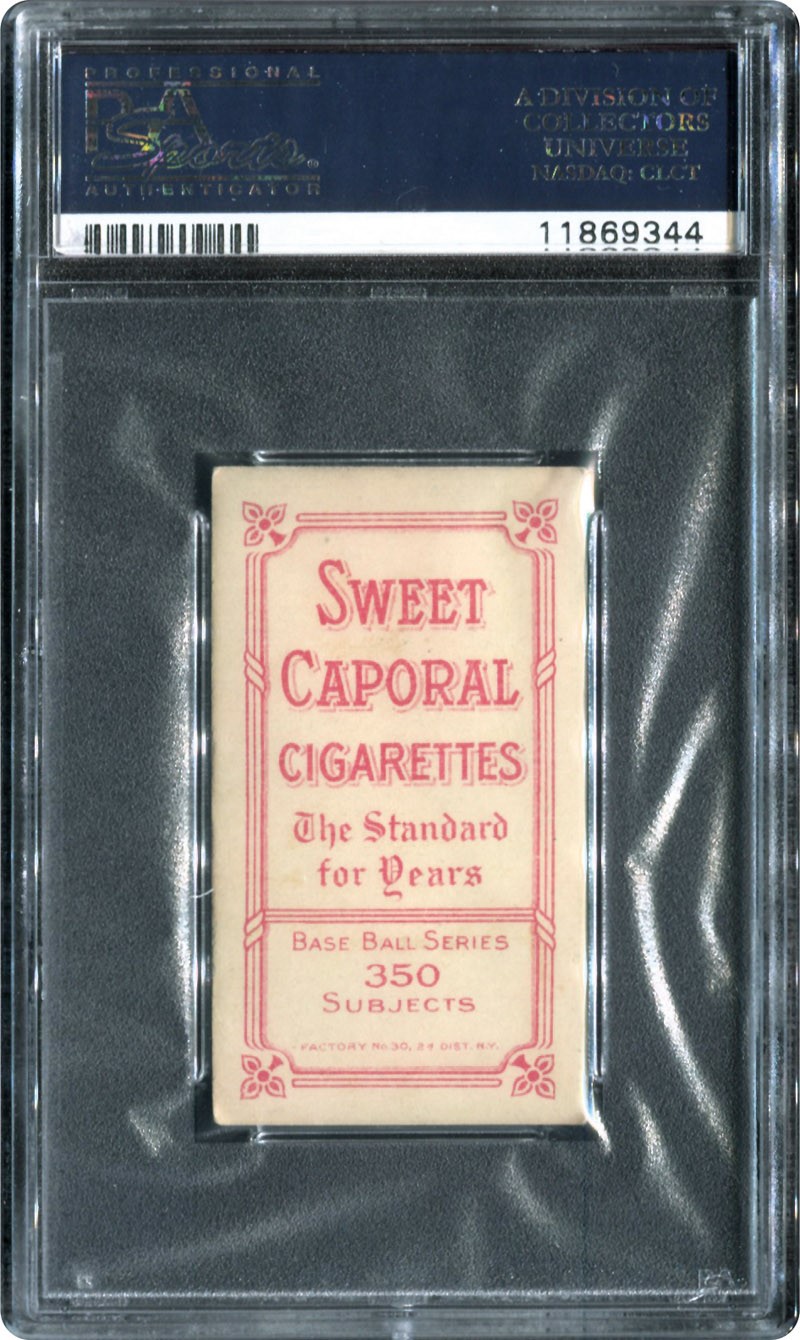 PROFESSIONAL
PSA
Sports.
AUTHENTICATOR
A DIVISION OF
COLLECTORS
UNIVERSE
NASDAQ: CLCT
11869344
SWEET
CAPORAL
CIGARETTES
The Standard
for Years
BASE BALL SERIES
350
SUBJECTS
FACTORY No 30, 2d DIST. N.Y.
PSA